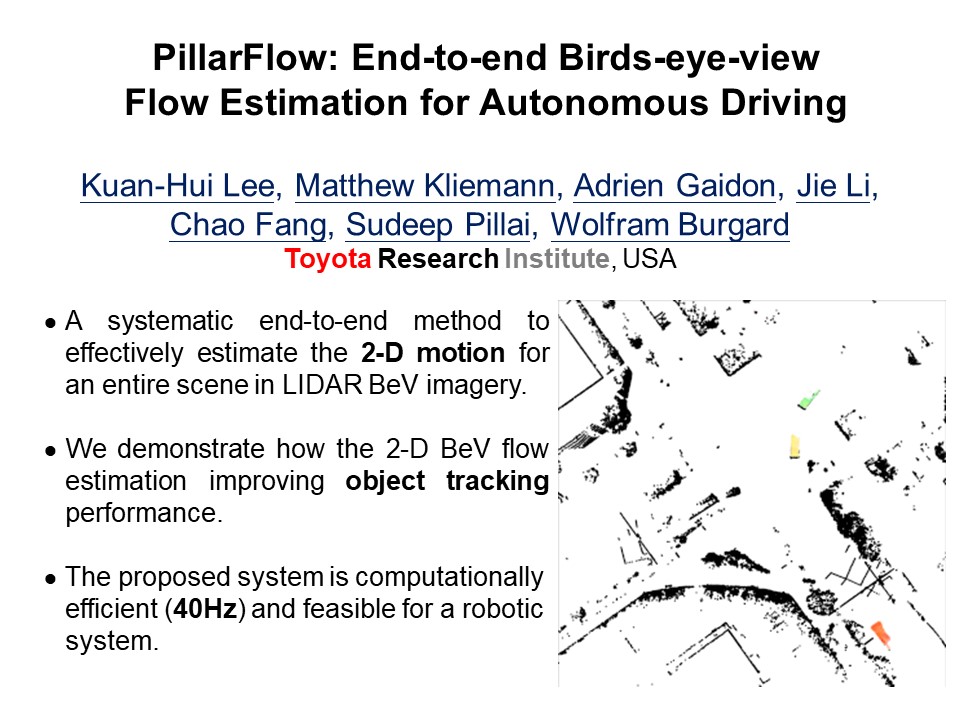 PillarFlow: End-to-end Birds-eye-view
Flow Estimation for Autonomous Driving
Kuan-Hui Lee, Matthew Kliemann, Adrien Gaidon, Jie Li,
Chao Fang, Sudeep Pillai, Wolfram Burgard
Toyota Research Institute, USA
● A systematic end-to-end method to
effectively estimate the 2-D motion for
an entire scene in LIDAR BeV imagery.
● We demonstrate how the 2-D BeV flow
estimation improving object tracking
performance.
● The proposed system is computationally
efficient (40Hz) and feasible for a robotic
system.